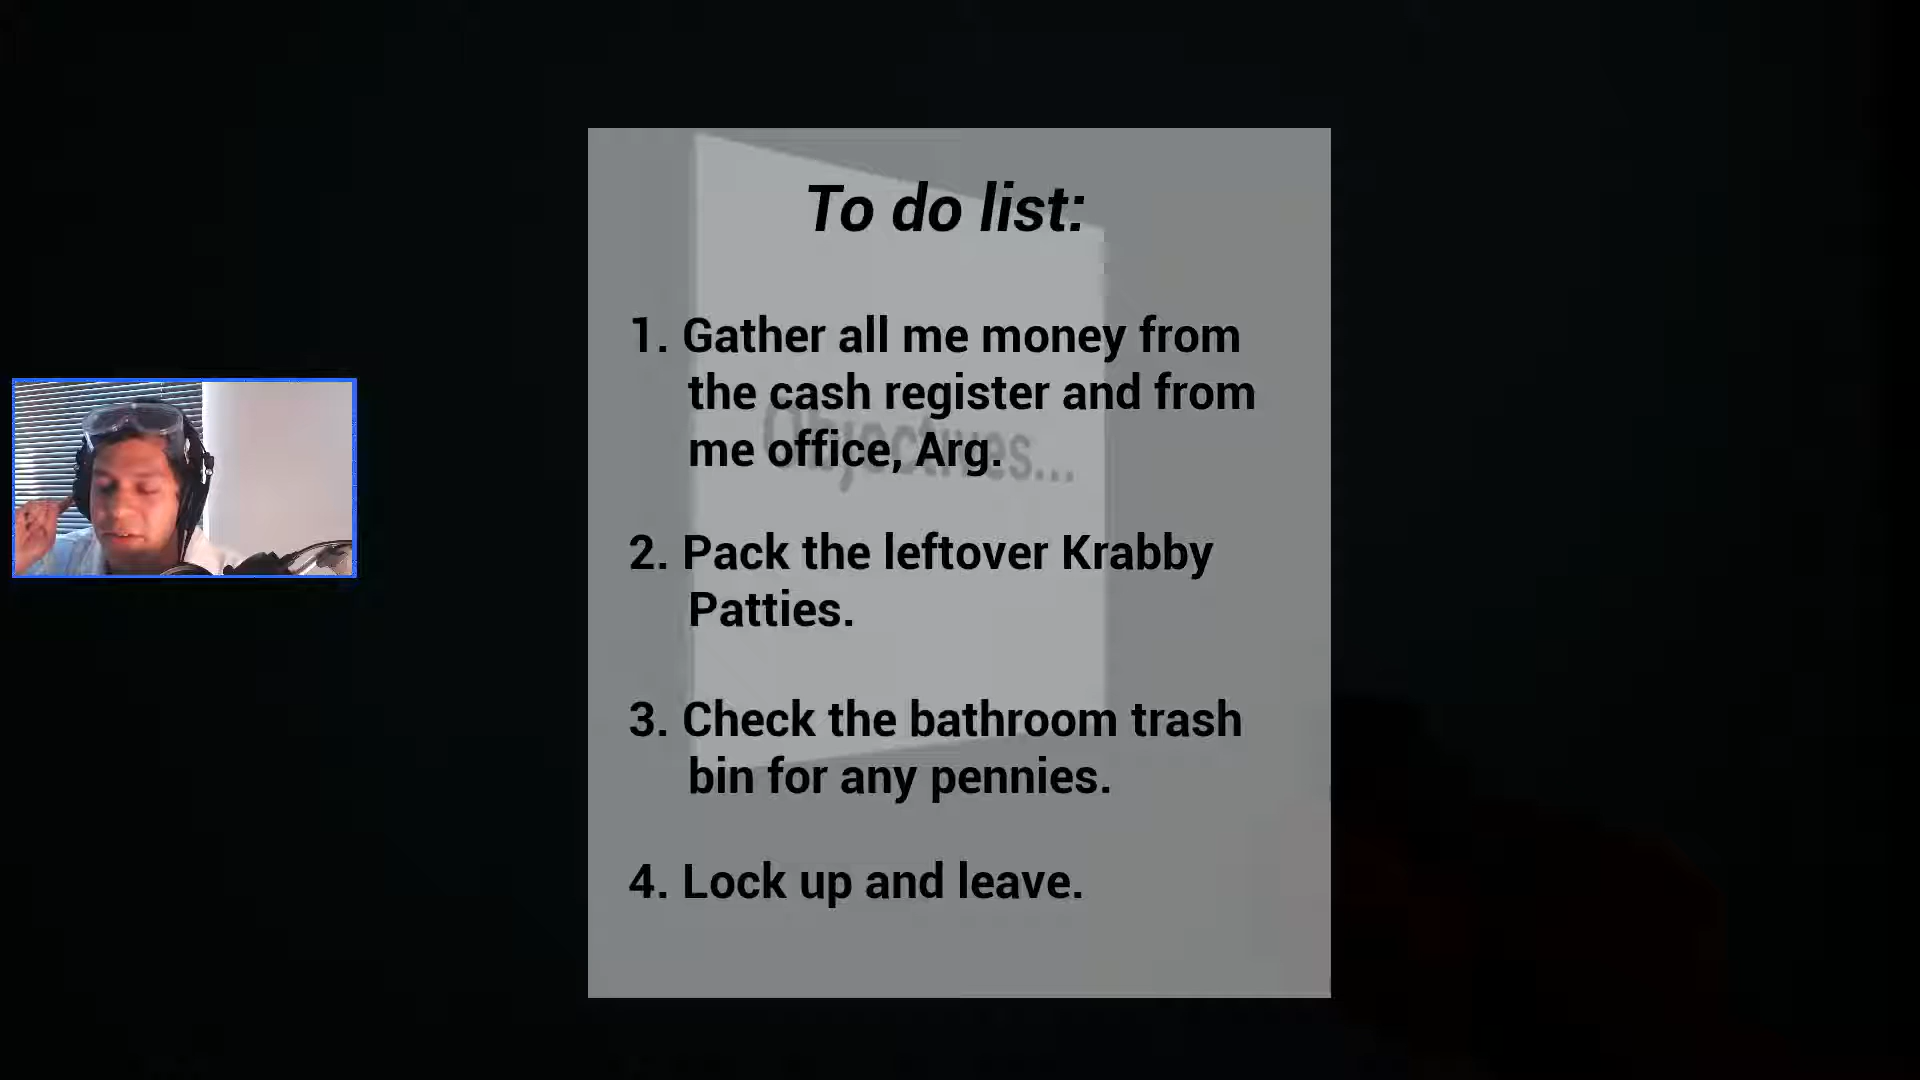 To do list:
1. Gather all me money from
the cash register and from
me office, Arg.
Objectives...
2. Pack the leftover Krabby
Patties.
3. Check the bathroom trash
bin for any pennies.
4. Lock up and leave.